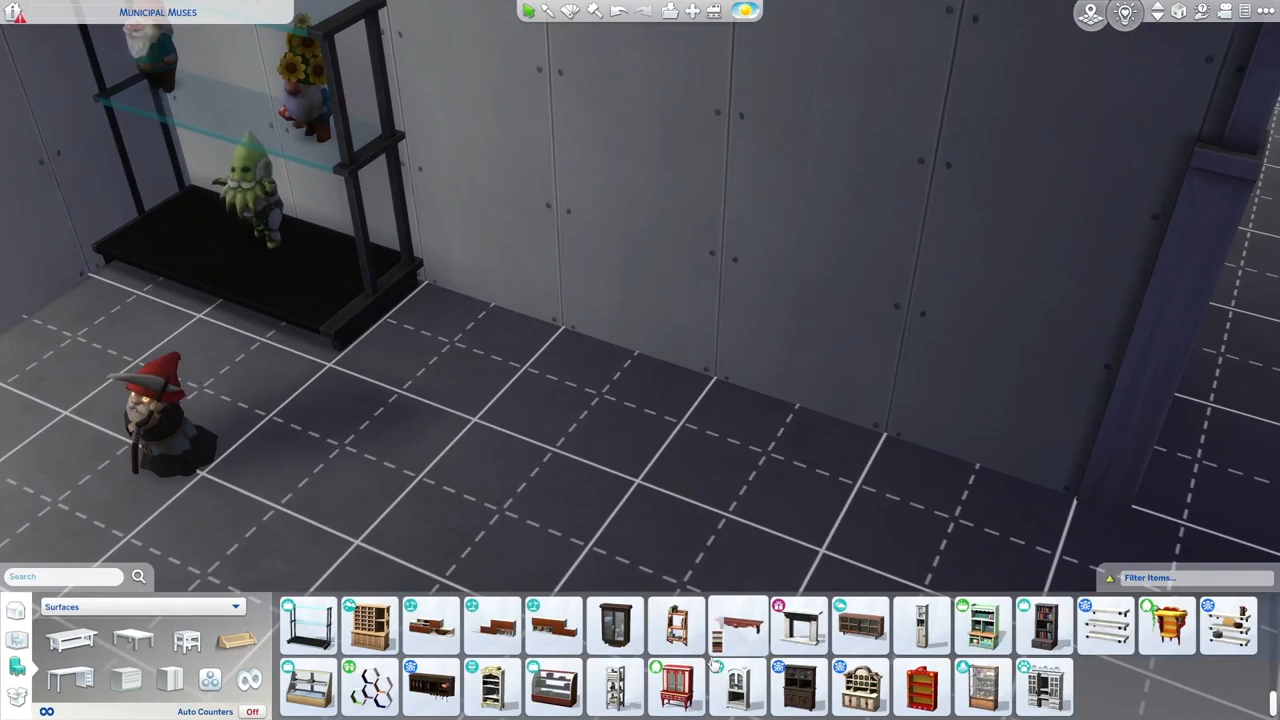 MUNICIPAL MUSES
Search
Filter Items...
Surfaces
Auto Counters
Off